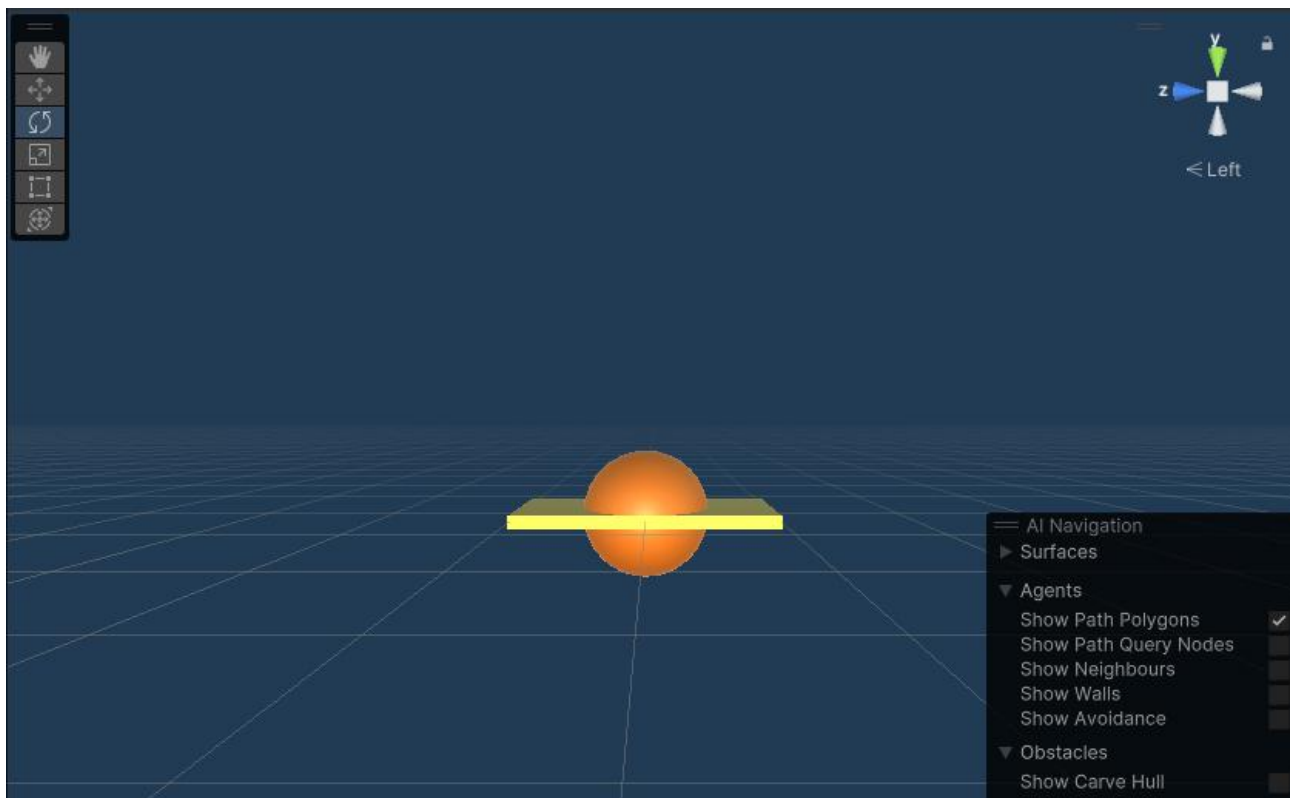 y
z
Left
AI Navigation
Surfaces
Agents
Show Path Polygons
Show Path Query Nodes
Show Neighbours
Show Walls
Show Avoidance
Obstacles
Show Carve Hull